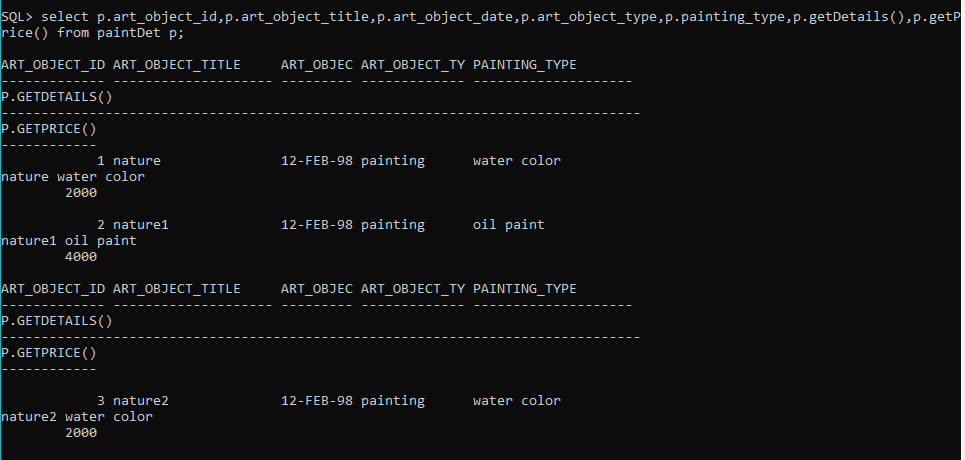 SQL> select p.art_object_id,p.art_object_title,p.art_object_date,p.art_object_type,p.painting_type,p.getDetails(),p.getP
rice() from paintDet p;
ART_OBJECT_ID ART_OBJECT_TITLE     ART_OBJEC ART_OBJECT_TY PAINTING_TYPE
------------- -------------------- --------- ------------- --------------------
P.GETDETAILS()
--------------------------------------------------------------------------------
P.GETPRICE()
------------
            1 nature               12-FEB-98 painting      water color
nature water color
        2000
            2 nature1              12-FEB-98 painting      oil paint
nature1 oil paint
        4000
ART_OBJECT_ID ART_OBJECT_TITLE     ART_OBJEC ART_OBJECT_TY PAINTING_TYPE
------------- -------------------- --------- ------------- --------------------
P.GETDETAILS()
--------------------------------------------------------------------------------
P.GETPRICE()
------------
            3 nature2              12-FEB-98 painting      water color
nature2 water color
        2000